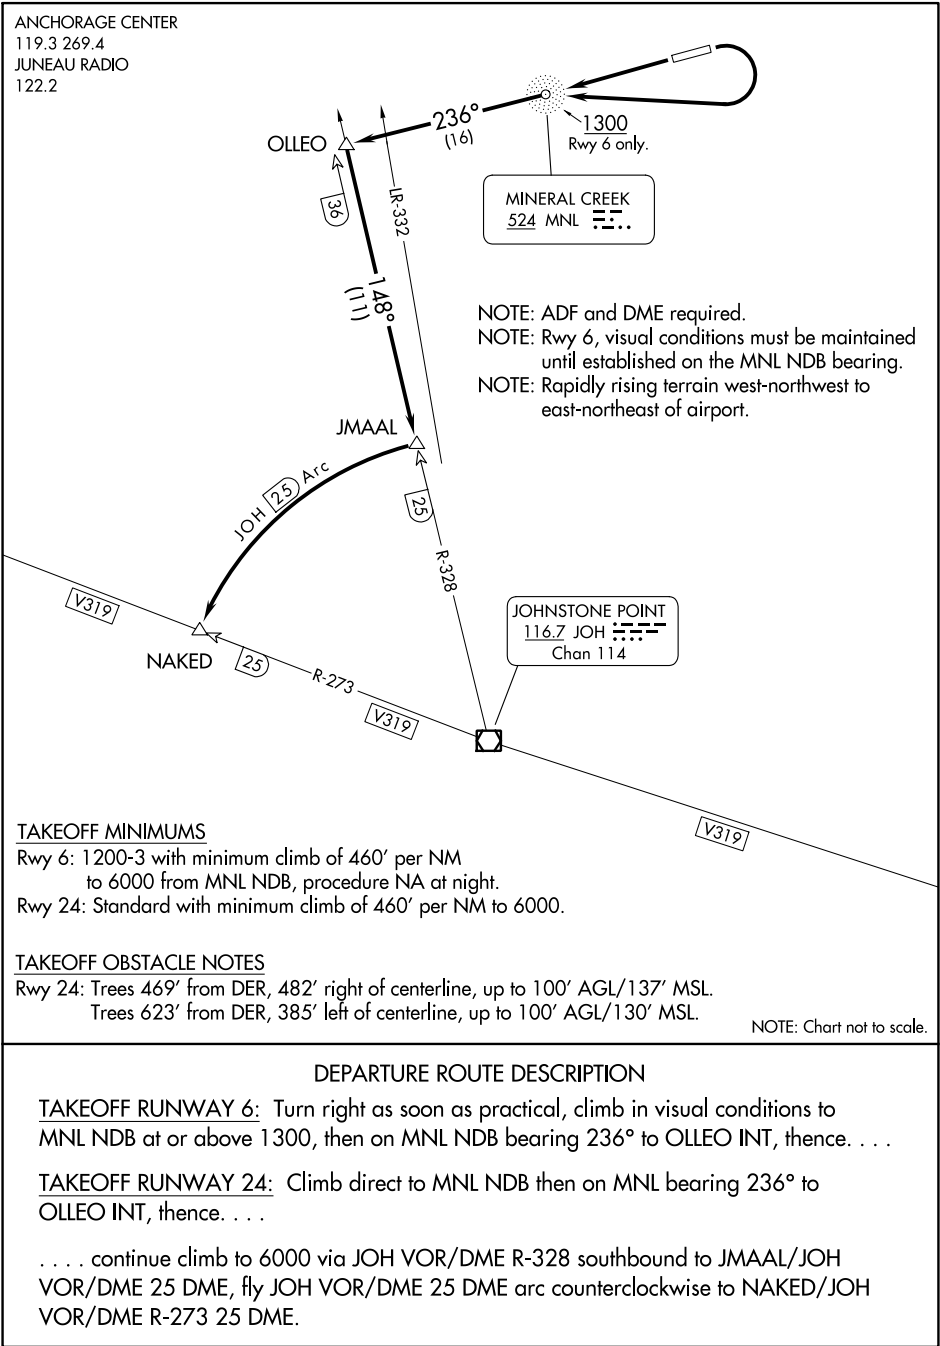 ANCHORAGE CENTER
119.3 269.4
JUNEAU RADIO
122.2
236°
(16)
OLLEO
1300
Rwy 6 only.
36
LR-332
MINERAL CREEK
524 MNL
148°
(11)
NOTE: ADF and DME required.
NOTE: Rwy 6, visual conditions must be maintained
until established on the MNL NDB bearing.
NOTE: Rapidly rising terrain west-northwest to
east-northeast of airport.
JMAAL
JOH 25 Arc
25
R-328
V319
JOHNSTONE POINT
116.7 JOH
Chan 114
NAKED
25
R-273
V319
V319
TAKEOFF MINIMUMS
Rwy 6: 1200-3 with minimum climb of 460' per NM
to 6000 from MNL NDB, procedure NA at night.
Rwy 24: Standard with minimum climb of 460' per NM to 6000.
TAKEOFF OBSTACLE NOTES
Rwy 24: Trees 469' from DER, 482' right of centerline, up to 100' AGL/137' MSL.
Trees 623' from DER, 385' left of centerline, up to 100' AGL/130' MSL.
NOTE: Chart not to scale.
DEPARTURE ROUTE DESCRIPTION
TAKEOFF RUNWAY 6: Turn right as soon as practical, climb in visual conditions to
MNL NDB at or above 1300, then on MNL NDB bearing 236° to OLLEO INT, thence. . . .
TAKEOFF RUNWAY 24: Climb direct to MNL NDB then on MNL bearing 236° to
OLLEO INT, thence. . . .
. . . . continue climb to 6000 via JOH VOR/DME R-328 southbound to JMAAL/JOH
VOR/DME 25 DME, fly JOH VOR/DME 25 DME arc counterclockwise to NAKED/JOH
VOR/DME R-273 25 DME.